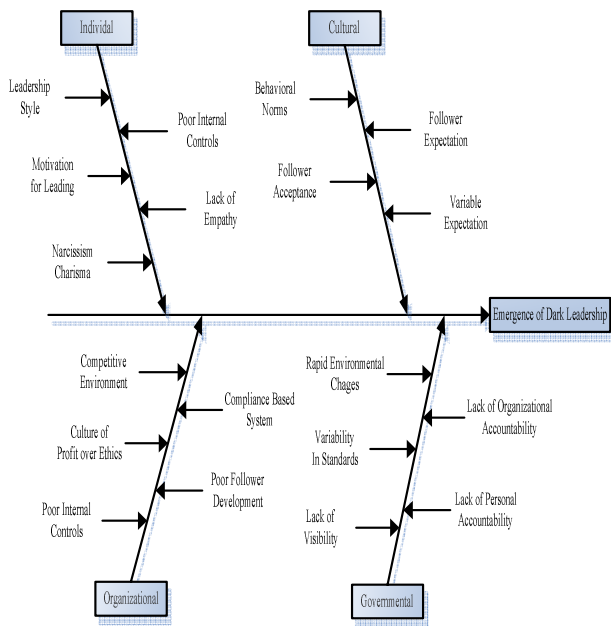 Individal
Cultural
Leadership
Style
Poor Internal
Controls
Motivation
for Leading
Lack of
Empathy
Narcissism
Charisma
Behavioral
Norms
Follower
Expectation
Follower
Acceptance
Variable
Expectation
Emergence of Dark Leadership
Competitive
Environment
Compliance Based
System
Culture of
Profit over Ethics
Poor Follower
Development
Poor Internal
Controls
Rapid Environmental
Chages
Lack of Organizational
Accountability
Variability
In Standards
Lack of Personal
Accountability
Lack of
Visibility
Organizational
Governmental